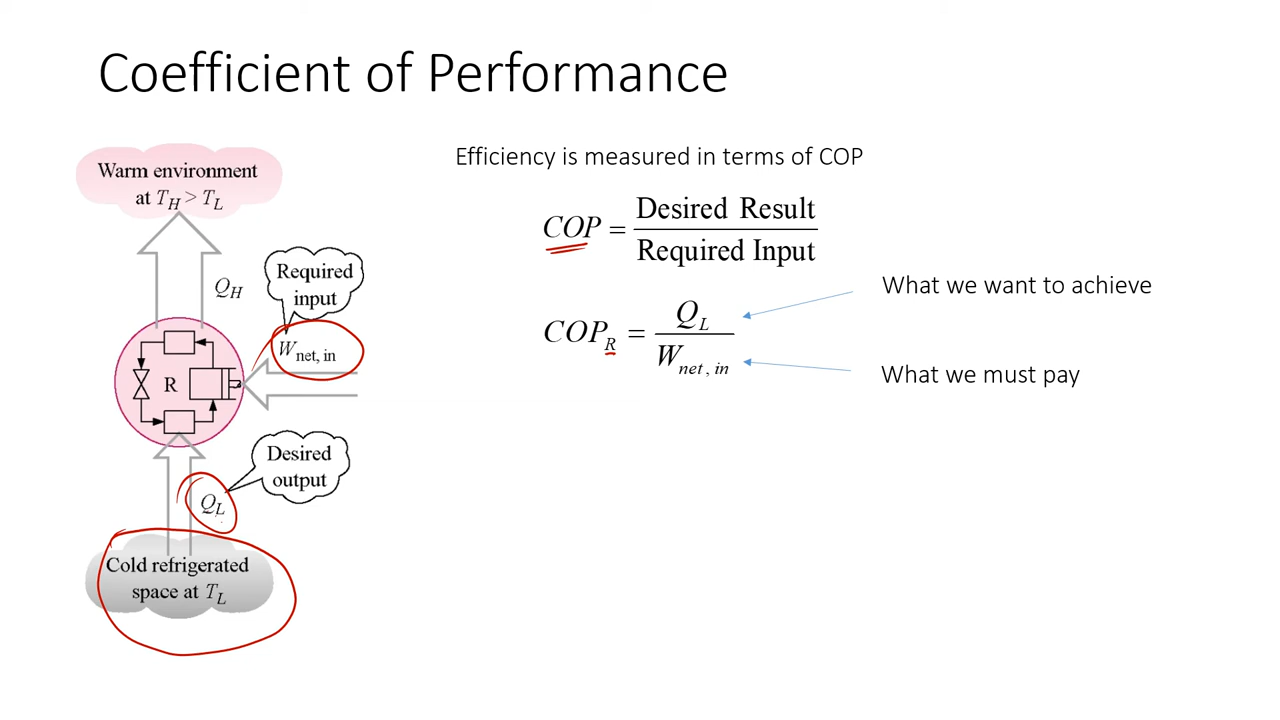 Coefficient of Performance
Warm environment
at T_H > T_L
Q_H
Required
input
W_net, in
R
Desired
output
Q_L
Cold refrigerated
space at T_L
Efficiency is measured in terms of COP
COP = Desired Result / Required Input
COP_R = Q_L / W_net, in
What we want to achieve
What we must pay